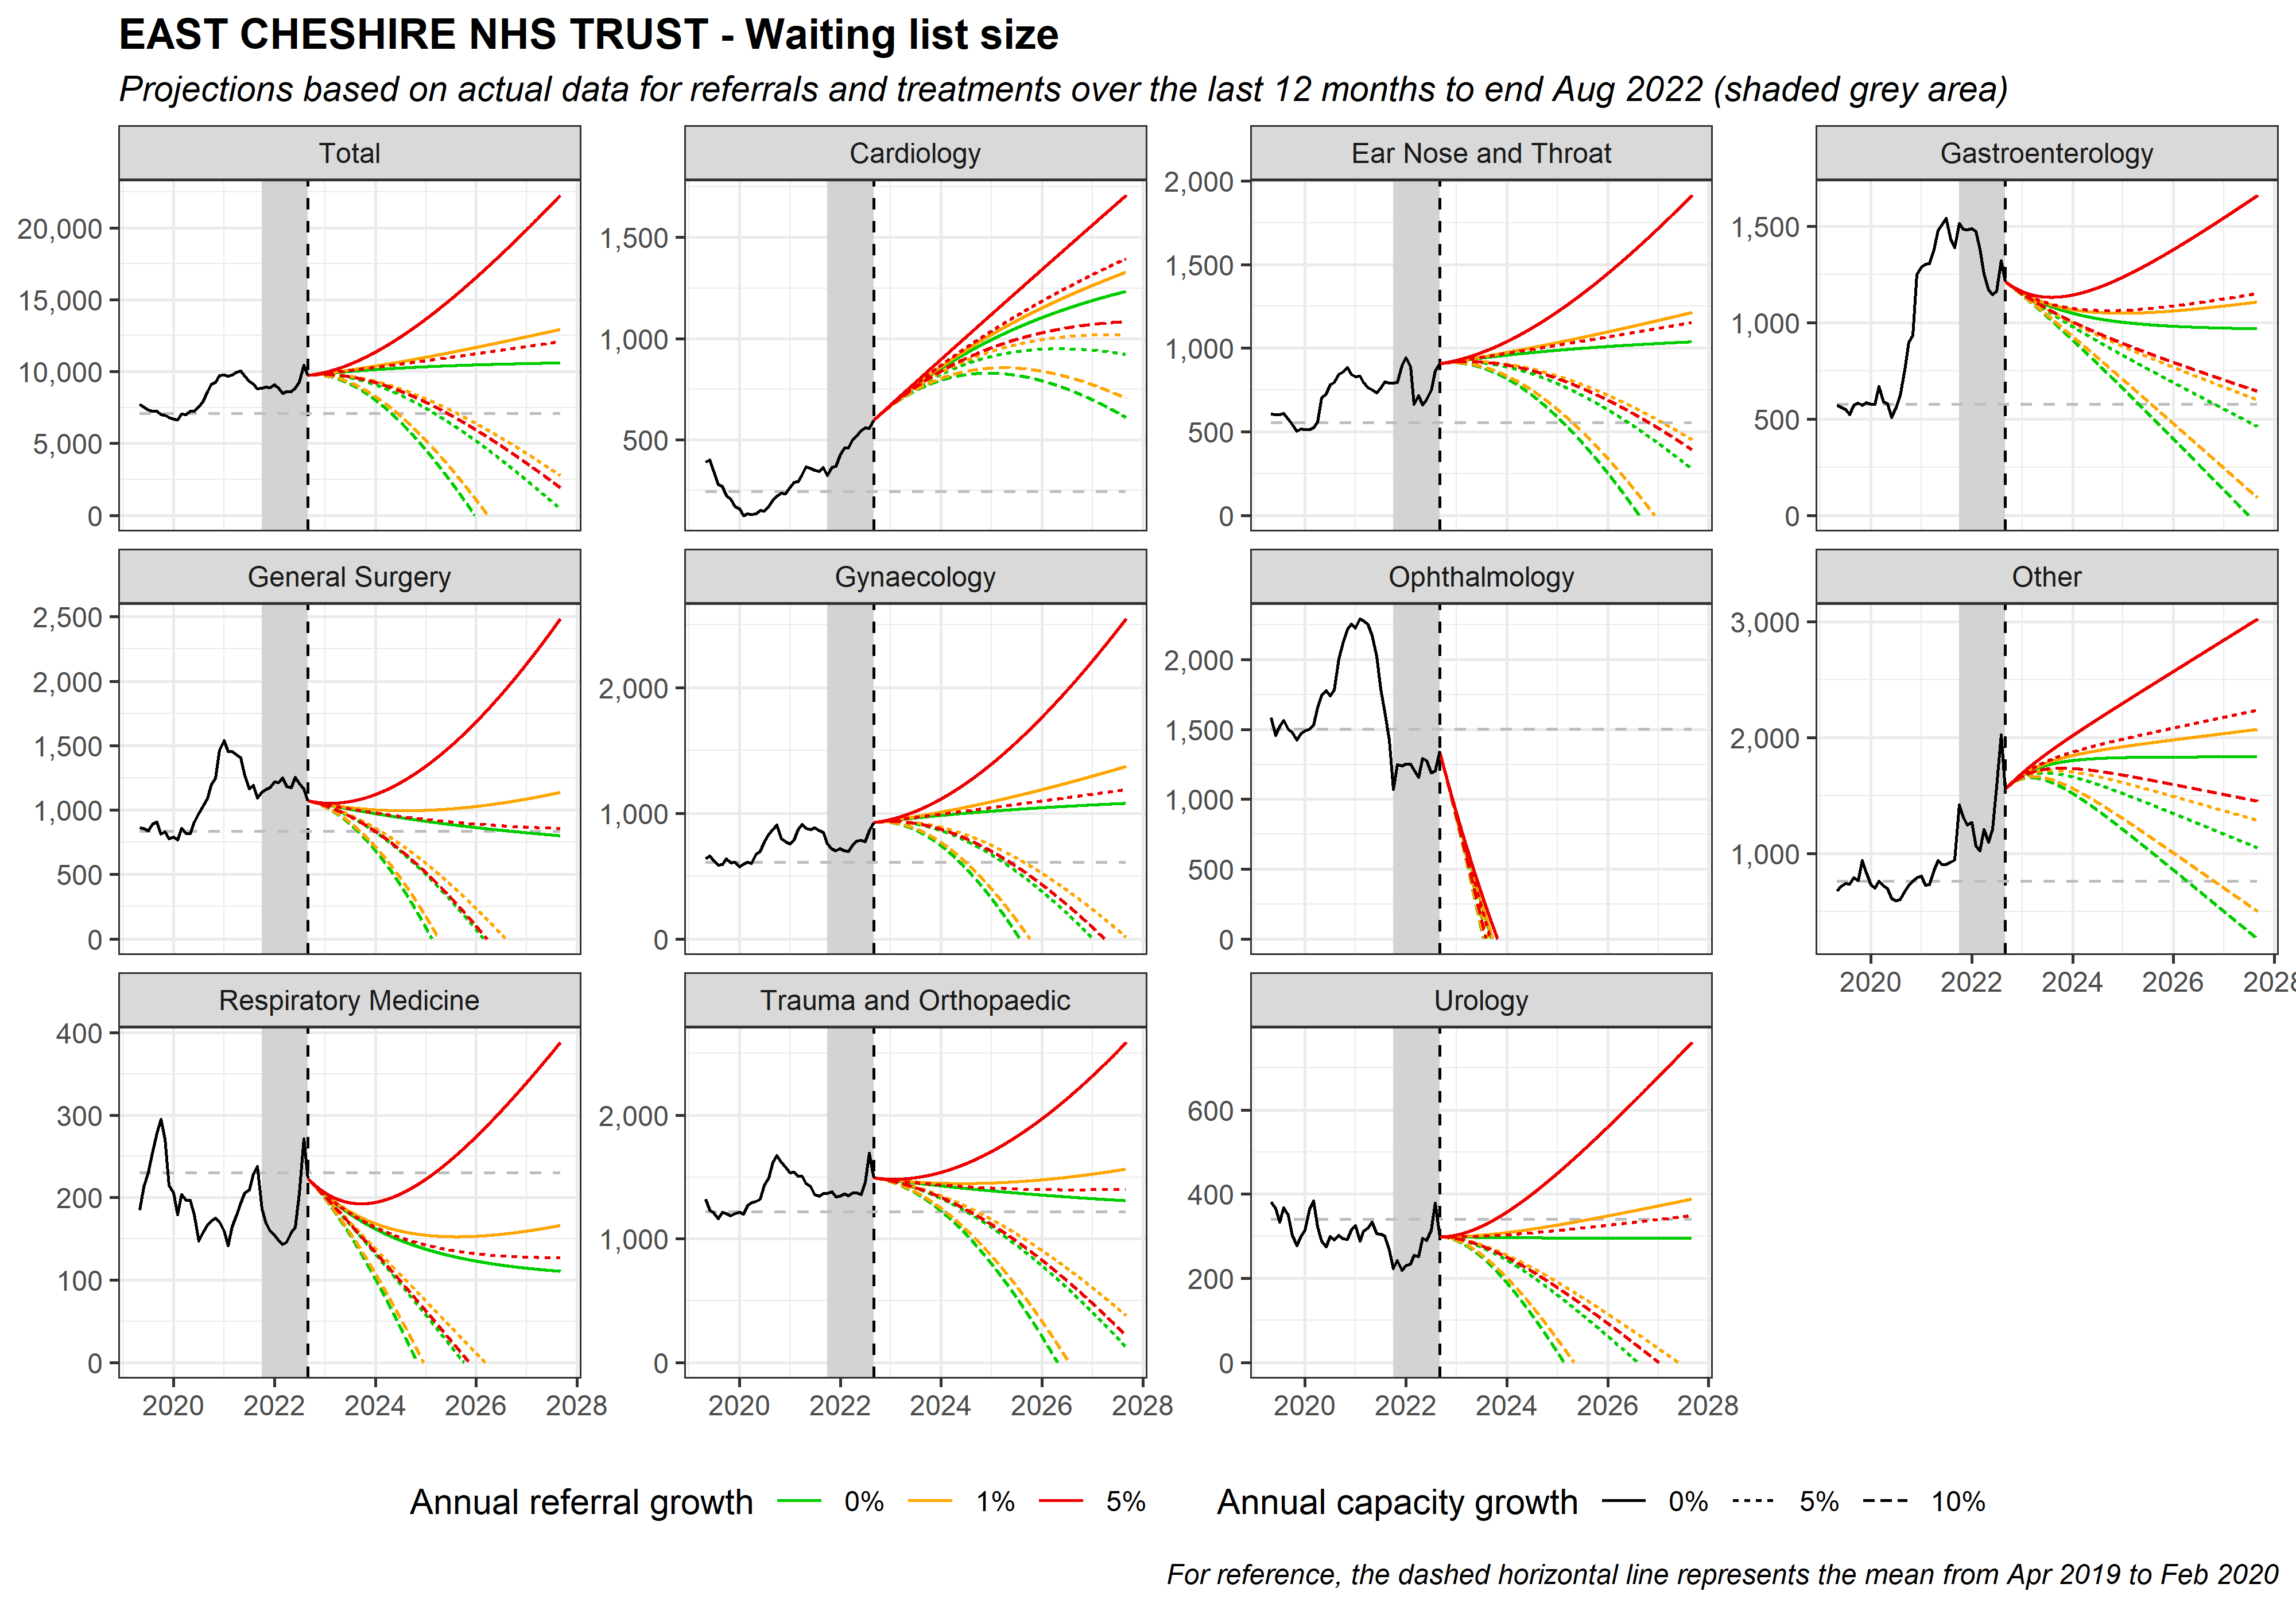 EAST CHESHIRE NHS TRUST - Waiting list size
Projections based on actual data for referrals and treatments over the last 12 months to end Aug 2022 (shaded grey area)
Total
20,000
15,000
10,000
5,000
0
Cardiology
1,500
1,000
500
Ear Nose and Throat
2,000
1,500
1,000
500
0
Gastroenterology
1,500
1,000
500
0
General Surgery
2,500
2,000
1,500
1,000
500
0
Gynaecology
2,000
1,000
0
Ophthalmology
2,000
1,500
1,000
500
0
Other
3,000
2,000
1,000
2020 2022 2024 2026 2028
Respiratory Medicine
400
300
200
100
0
2020 2022 2024 2026 2028
Trauma and Orthopaedic
2,000
1,000
0
2020 2022 2024 2026 2028
Urology
600
400
200
0
2020 2022 2024 2026 2028
Annual referral growth 0% 1% 5% Annual capacity growth 0% 5% 10%
For reference, the dashed horizontal line represents the mean from Apr 2019 to Feb 2020